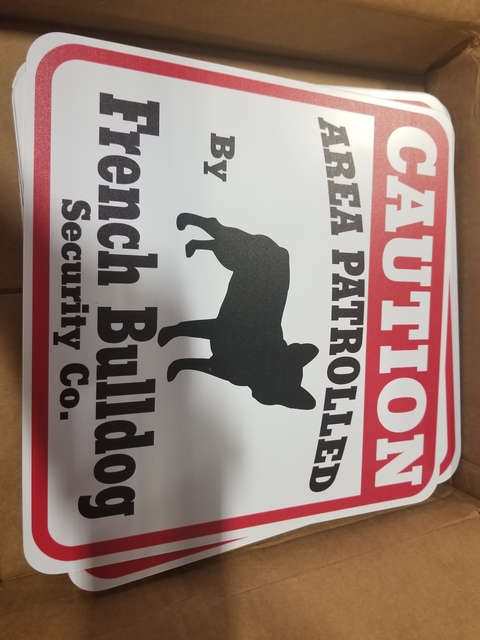 CAUTION
AREA PATROLLED
By
French Bulldog
Security Co.